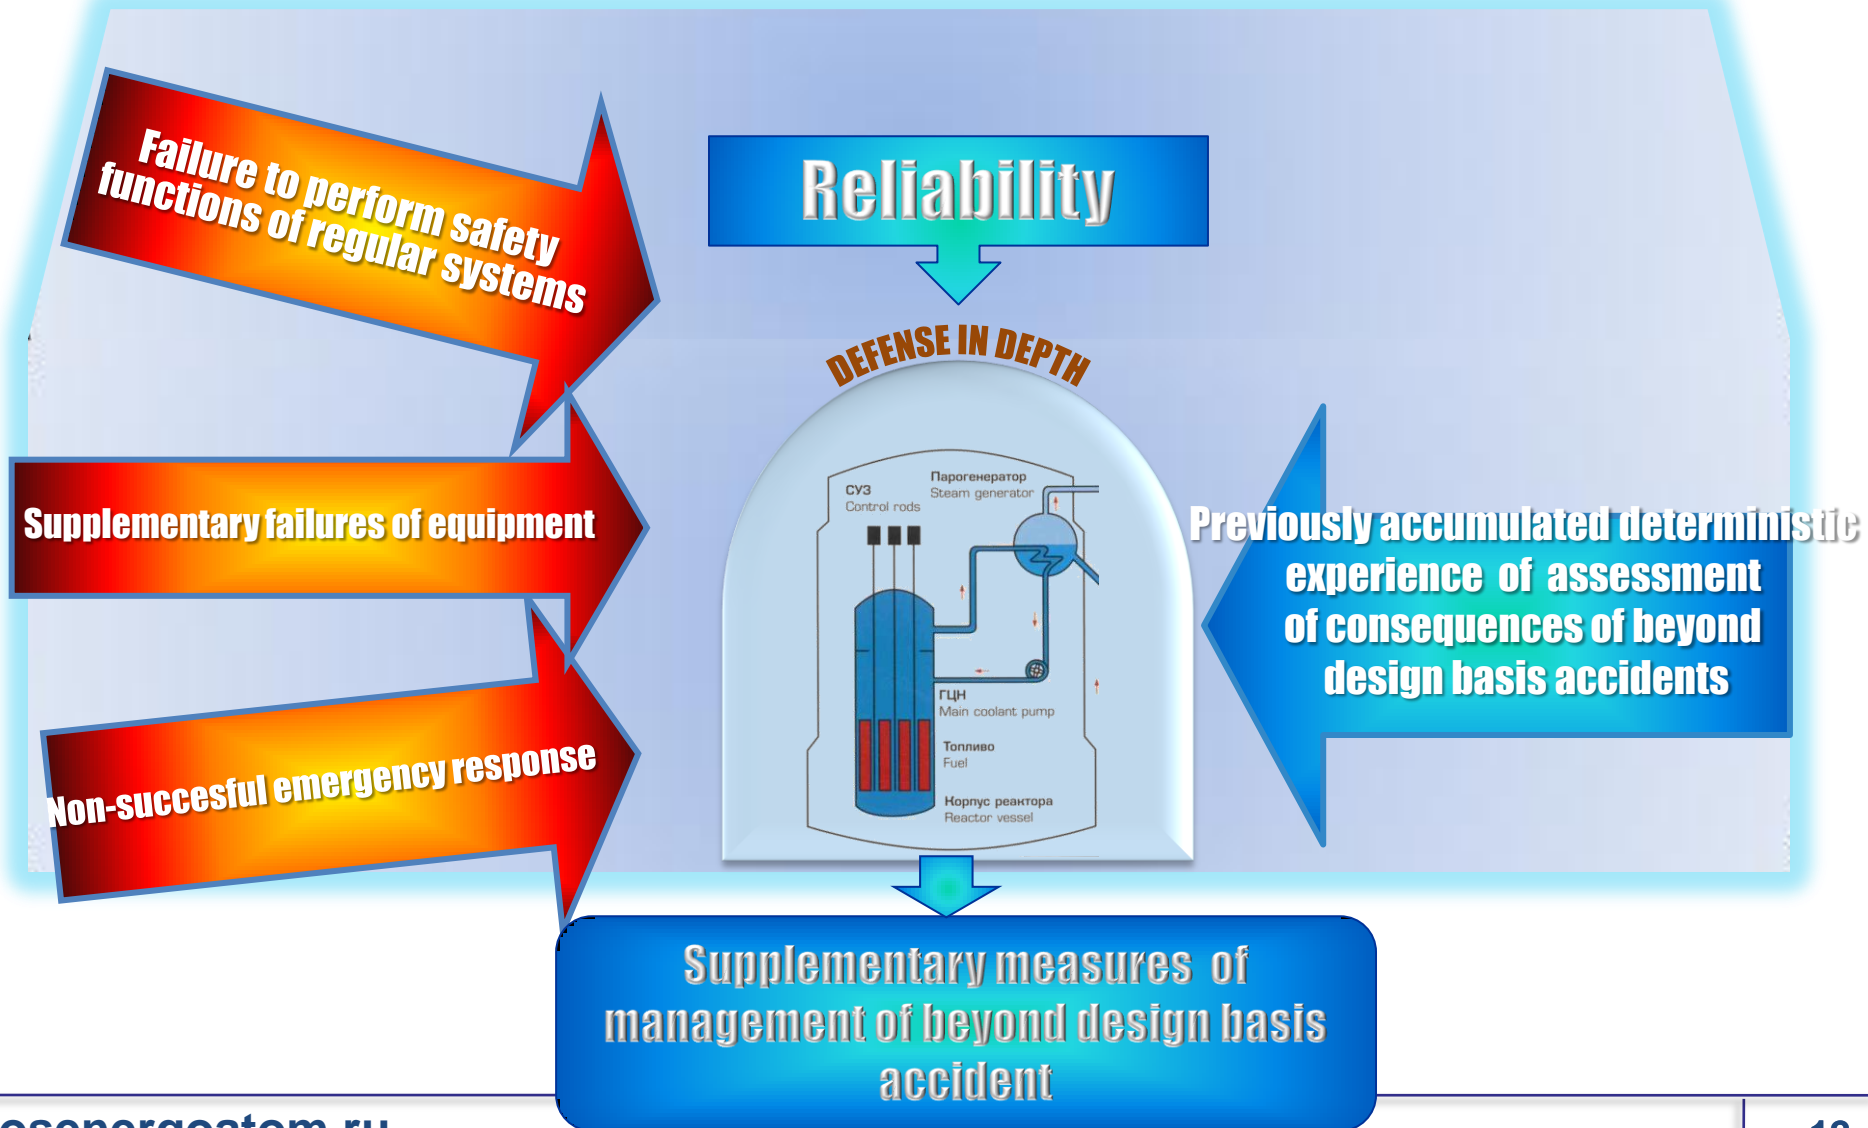 Failure to perform safety
functions of regular systems
Reliability
DEFENSE IN DEPTH
СУЗ
Control rods
Парогенератор
Steam generator
Supplementary failures of equipment
Previously accumulated deterministic
experience of assessment
of consequences of beyond
design basis accidents
ГЦН
Main coolant pump
Топливо
Fuel
Корпус реактора
Reactor vessel
Non-succesful emergency response
Supplementary measures of
management of beyond design basis
accident